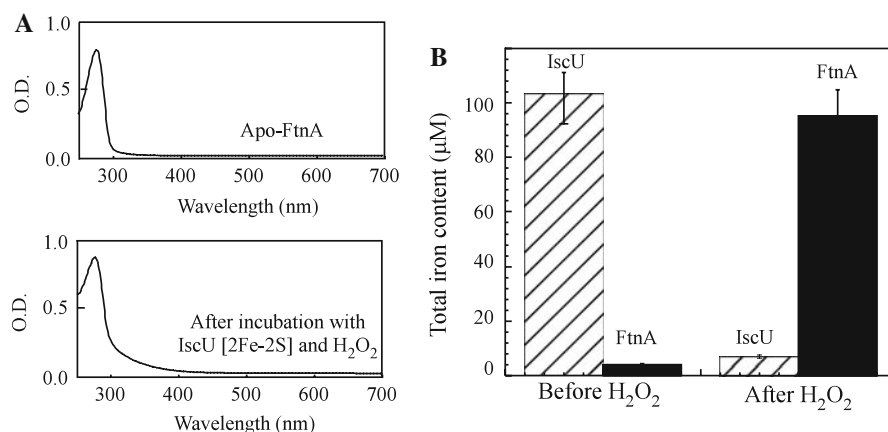 A
1.0
O.D.
0.5
Apo-FtnA
0.0
300 400 500 600 700
Wavelength (nm)
1.0
O.D.
0.5
After incubation with
IscU [2Fe-2S] and H₂O₂
0.0
300 400 500 600 700
Wavelength (nm)
B
Total iron content (μM)
100
80
60
40
20
0
IscU
FtnA
IscU
FtnA
Before H₂O₂
After H₂O₂